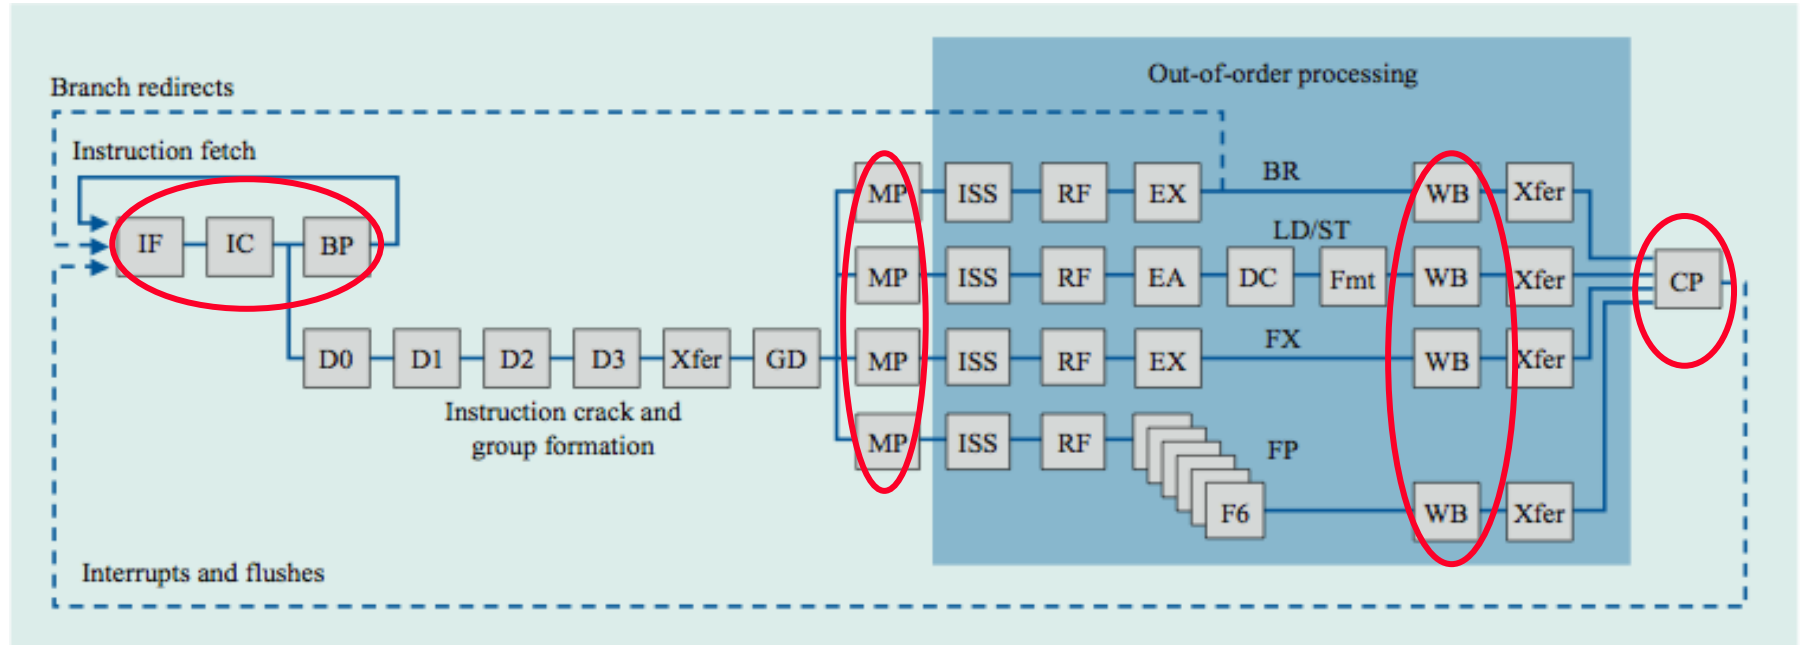 Out-of-order processing
Branch redirects
Instruction fetch
BR
MP ISS RF EX WB Xfer
IF IC BP
LD/ST
MP ISS RF EA DC Fmt WB Xfer
CP
FX
D0 D1 D2 D3 Xfer GD MP ISS RF EX WB Xfer
Instruction crack and
group formation
MP ISS RF
FP
F6 WB Xfer
Interrupts and flushes